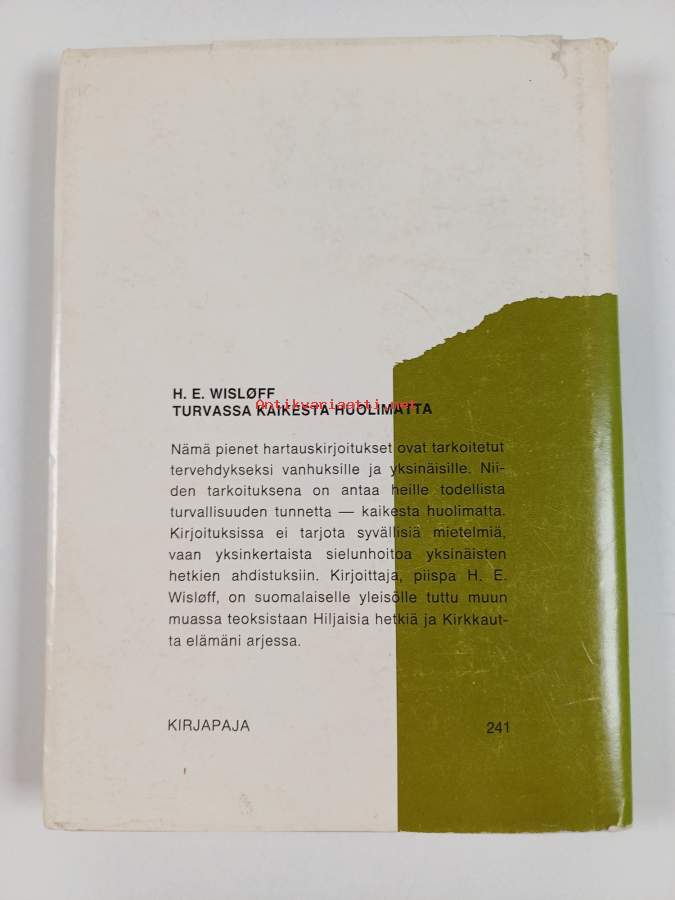 H. E. WISLØFF
Antikvariaatti.net
TURVASSA KAIKESTA HUOLIMATTA
Nämä pienet hartauskirjoitukset ovat tarkoitetut
tervehdykseksi vanhuksille ja yksinäisille. Nii-
den tarkoituksena on antaa heille todellista
turvallisuuden tunnetta — kaikesta huolimatta.
Kirjoituksissa ei tarjota syvällisiä mietelmiä,
vaan yksinkertaista sielunhoitoa yksinäisten
hetkien ahdistuksiin. Kirjoittaja, piispa H. E.
Wisløff, on suomalaiselle yleisölle tuttu muun
muassa teoksistaan Hiljaisia hetkiä ja Kirkkaut-
ta elämäni arjessa.
KIRJAPAJA
241